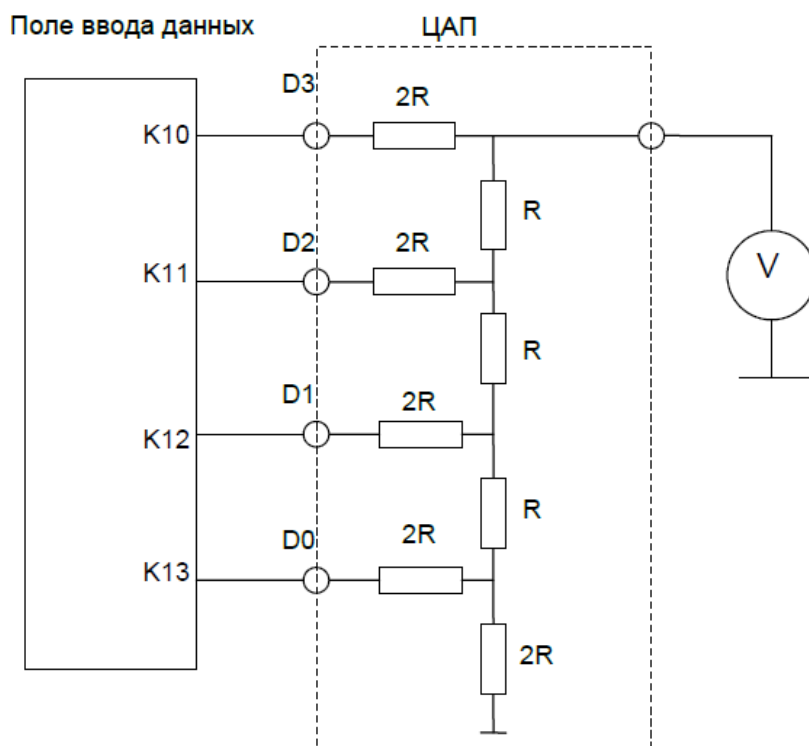 Поле ввода данных
ЦАП
D3
2R
K10
R
D2
2R
K11
R
D1
2R
K12
R
D0
2R
K13
2R
V